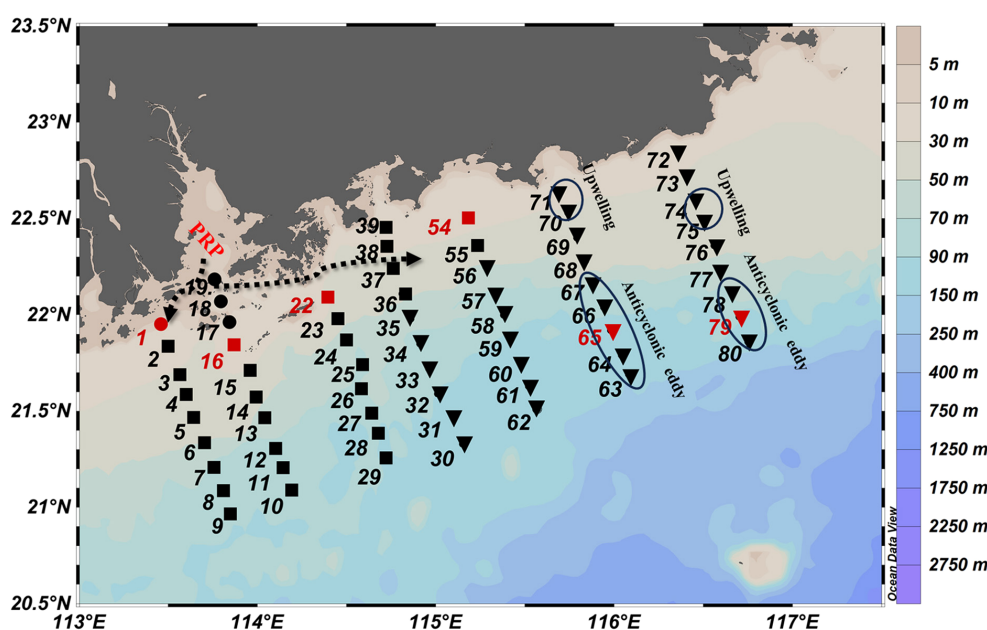 23.5°N
23°N
22.5°N
22°N
21.5°N
21°N
20.5°N
113°E
114°E
115°E
116°E
117°E
PRP
1
2
3
4
5
6
7
8
9
19
18
17
16
15
14
13
12
11
10
22
23
24
25
26
27
28
29
39
38
37
36
35
34
33
32
31
30
54
55
56
57
58
59
60
61
62
71
70
69
68
67
66
65
64
63
Upwelling
Anticyclonic
eddy
72
73
74
75
76
77
78
79
80
Upwelling
Anticyclonic
eddy
Ocean Data View
5 m
10 m
30 m
50 m
70 m
90 m
150 m
250 m
400 m
750 m
1250 m
1750 m
2250 m
2750 m